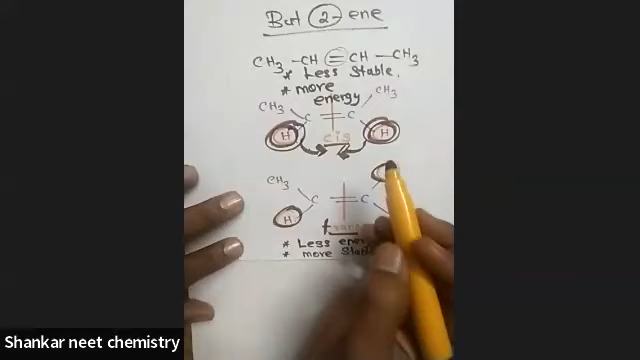 But 2- ene
CH3 - CH = CH - CH3
* Less Stable.
* more
energy
CH3
CH3
C = C
H
H
cis
CH3
C = C
H
trans
* Less ener
* more Stabl
Shankar neet chemistry